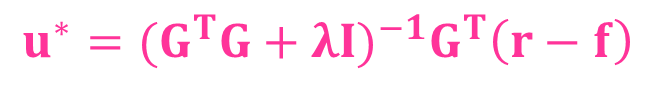 u* = (GᵀG + λI)⁻¹Gᵀ(r − f)